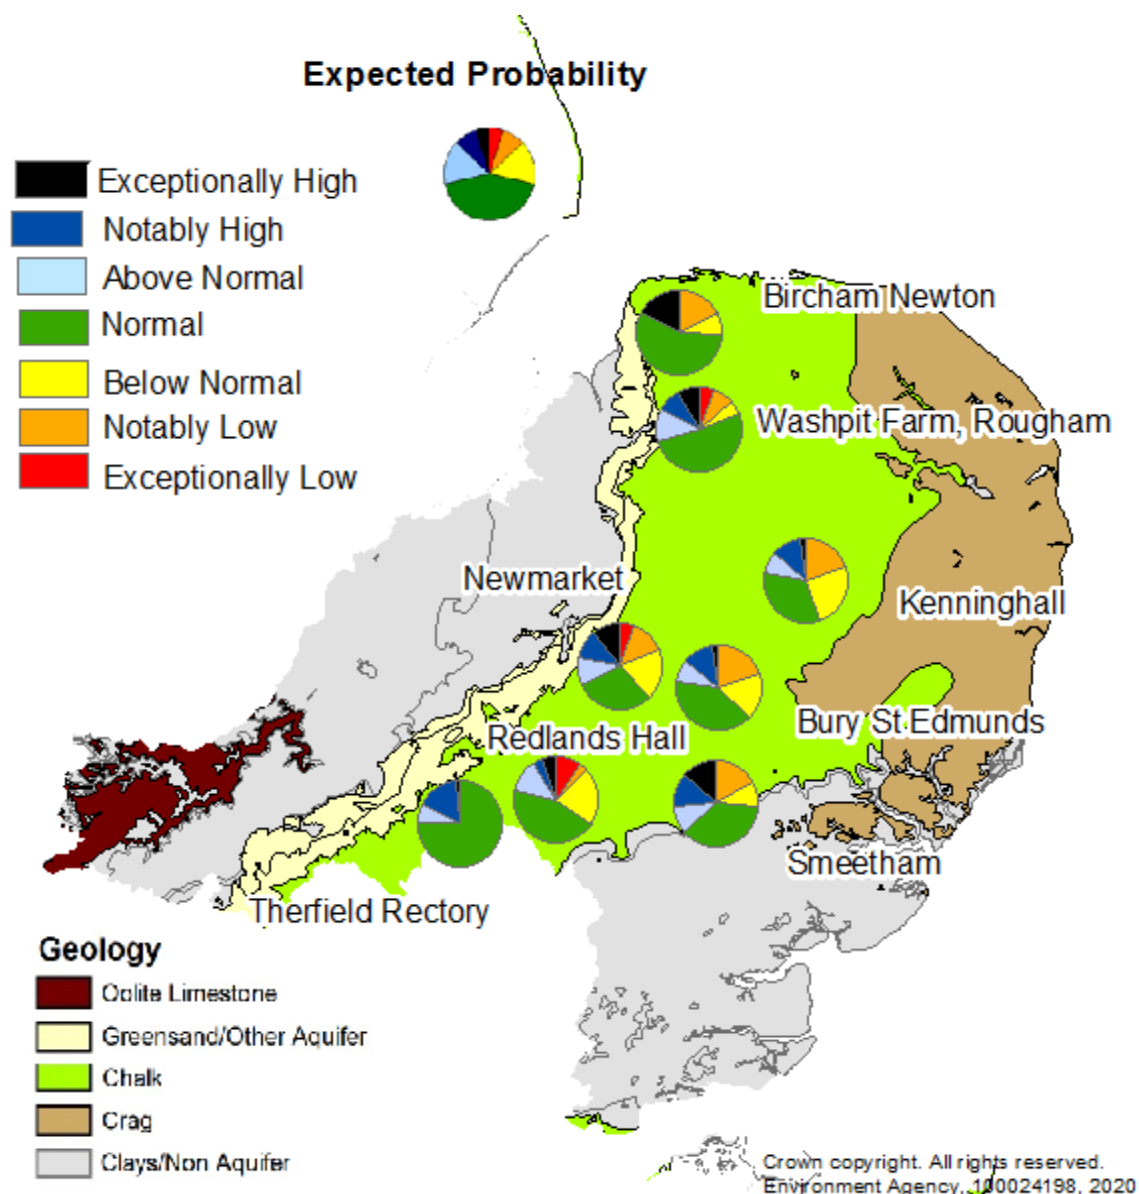 Expected Probability
Exceptionally High
Notably High
Above Normal
Normal
Below Normal
Notably Low
Exceptionally Low
Bircham Newton
Washpit Farm, Rougham
Newmarket
Kenninghall
Bury St Edmunds
Redlands Hall
Smeetham
Therfield Rectory
Geology
Oolite Limestone
Greensand/Other Aquifer
Chalk
Crag
Clays/Non Aquifer
Crown copyright. All rights reserved.
Environment Agency, 100024198, 2020